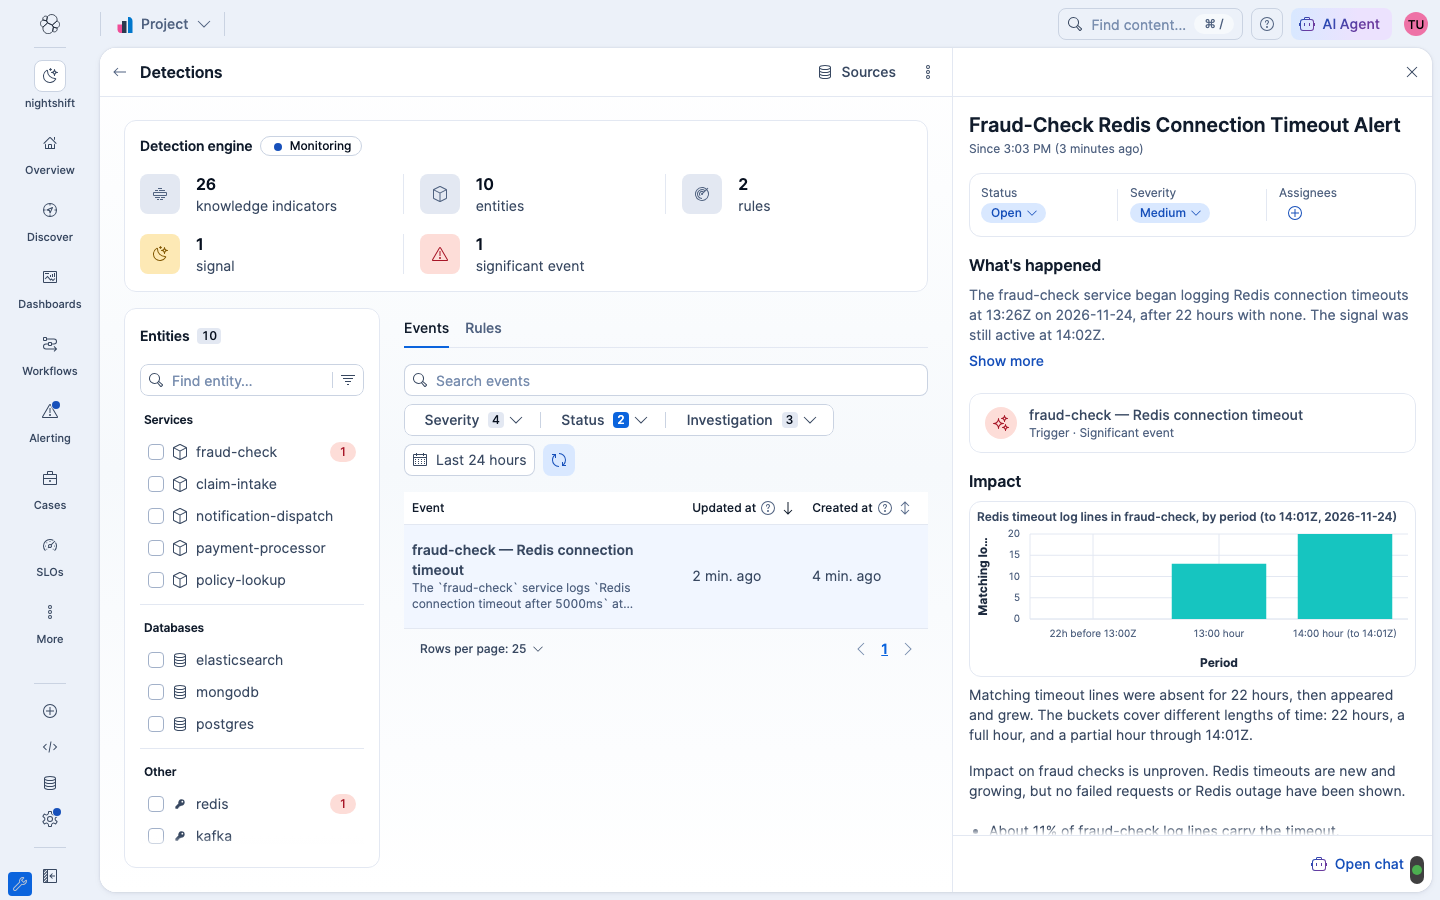 Project
Find content...
⌘ /
AI Agent
TU
nightshift
Overview
Discover
Dashboards
Workflows
Alerting
Cases
SLOs
More
Detections
Sources
Detection engine
Monitoring
26
knowledge indicators
10
entities
2
rules
1
signal
1
significant event
Entities 10
Find entity...
Services
fraud-check 1
claim-intake
notification-dispatch
payment-processor
policy-lookup
Databases
elasticsearch
mongodb
postgres
Other
redis 1
kafka
Events Rules
Search events
Severity 4 Status 2 Investigation 3
Last 24 hours
Event Updated at Created at
fraud-check — Redis connection
timeout
The `fraud-check` service logs `Redis
connection timeout after 5000ms` at...
2 min. ago
4 min. ago
Rows per page: 25
1
Fraud-Check Redis Connection Timeout Alert
Since 3:03 PM (3 minutes ago)
Status
Open
Severity
Medium
Assignees
What's happened
The fraud-check service began logging Redis connection timeouts
at 13:26Z on 2026-11-24, after 22 hours with none. The signal was
still active at 14:02Z.
Show more
fraud-check — Redis connection timeout
Trigger · Significant event
Impact
Redis timeout log lines in fraud-check, by period (to 14:01Z, 2026-11-24)
Matching lo...
20
15
10
5
0
22h before 13:00Z
13:00 hour
14:00 hour (to 14:01Z)
Period
Matching timeout lines were absent for 22 hours, then appeared
and grew. The buckets cover different lengths of time: 22 hours, a
full hour, and a partial hour through 14:01Z.
Impact on fraud checks is unproven. Redis timeouts are new and
growing, but no failed requests or Redis outage have been shown.
• About 11% of fraud-check log lines carry the timeout
Open chat